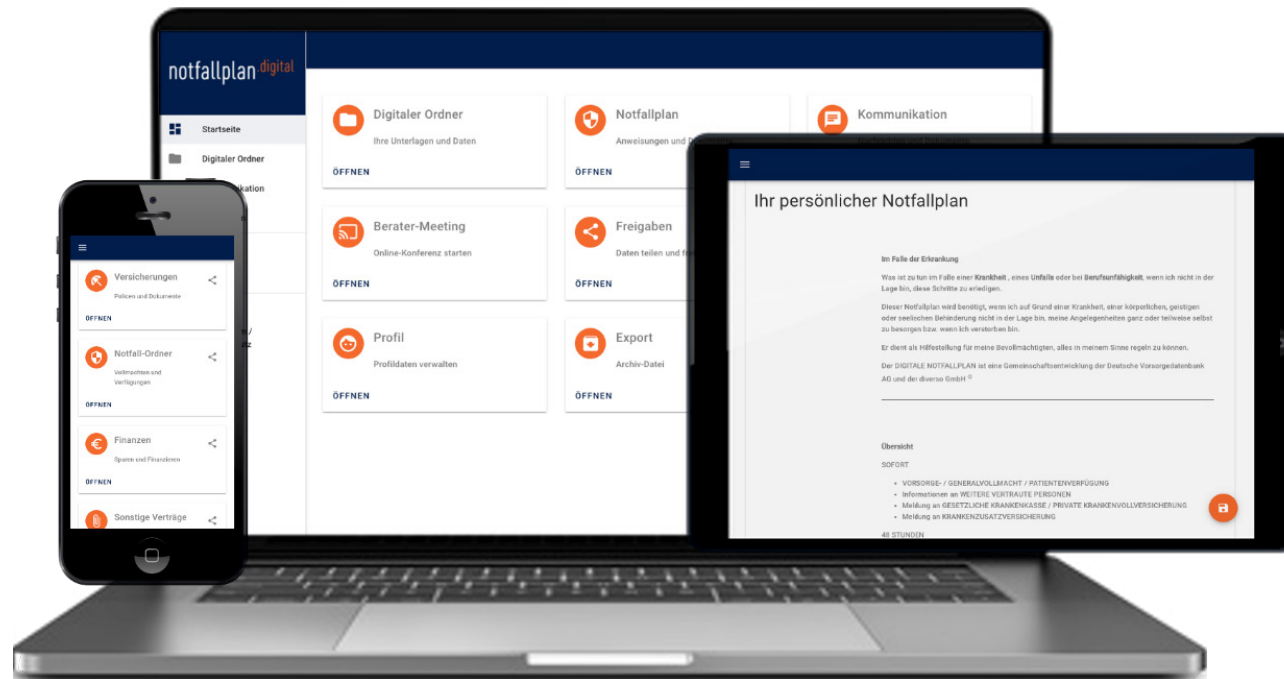 notfallplan.digital
Startseite
Digitaler Ordner
Digitaler Ordner
Ihre Unterlagen und Daten
ÖFFNEN
Notfallplan
Anweisungen und
ÖFFNEN
Kommunikation
Berater-Meeting
Online-Konferenz starten
ÖFFNEN
Freigaben
Daten teilen und
ÖFFNEN
Profil
Profildaten verwalten
ÖFFNEN
Export
Archiv-Datei
ÖFFNEN
Versicherungen
Policen und Dokumente
ÖFFNEN
Notfall-Ordner
Vollmachten und
Verfügungen
ÖFFNEN
Finanzen
Sparen und Finanzieren
ÖFFNEN
Sonstige Verträge
Ihr persönlicher Notfallplan
Im Falle der Erkrankung
Was ist zu tun im Falle einer Krankheit , eines Unfalls oder bei Berufsunfähigkeit, wenn ich nicht in der
Lage bin, diese Schritte zu erledigen.
Dieser Notfallplan wird benötigt, wenn ich auf Grund einer Krankheit, einer körperlichen, geistigen
oder seelischen Behinderung nicht in der Lage bin, meine Angelegenheiten ganz oder teilweise selbst
zu besorgen bzw. wenn ich verstorben bin.
Er dient als Hilfestellung für meine Bevollmächtigten, alles in meinem Sinne regeln zu können.
Der DIGITALE NOTFALLPLAN ist eine Gemeinschaftsentwicklung der Deutsche Vorsorgedatenbank
AG und der diverso GmbH ©
Übersicht
SOFORT
• VORSORGE- / GENERALVOLLMACHT / PATIENTENVERFÜGUNG
• Informationen an WEITERE VERTRAUTE PERSONEN
• Meldung an GESETZLICHE KRANKENKASSE / PRIVATE KRANKENVOLLVERSICHERUNG
• Meldung an KRANKENZUSATZVERSICHERUNG
48 STUNDEN